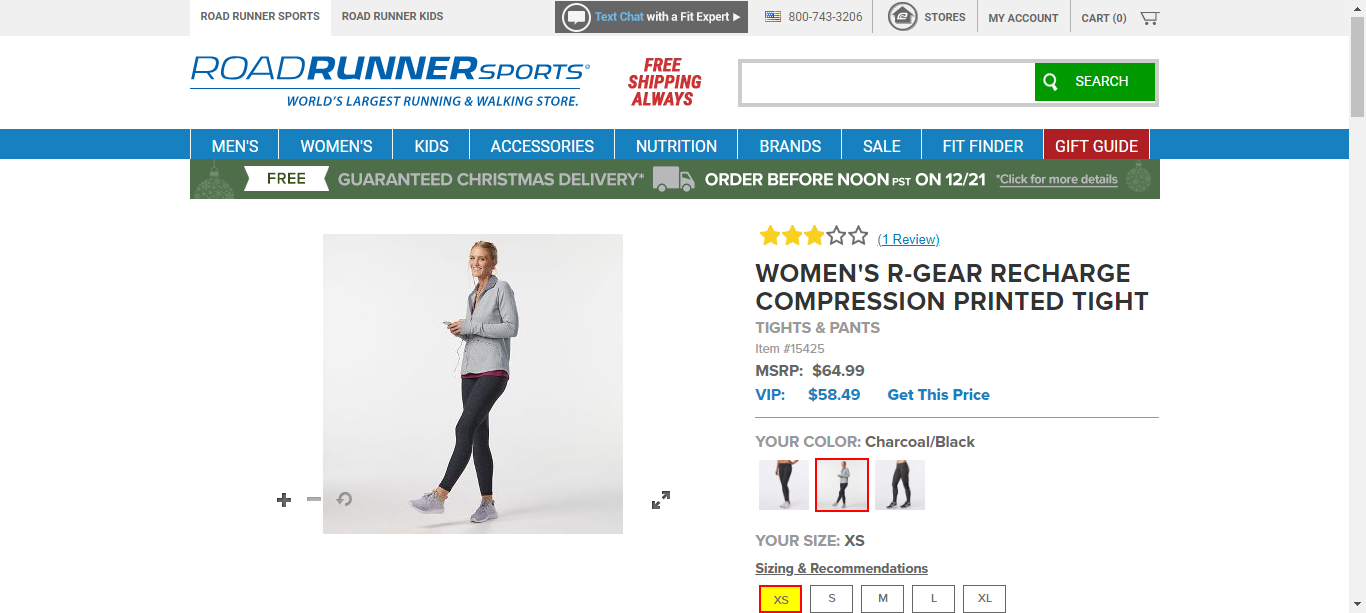 ROAD RUNNER SPORTS
ROAD RUNNER KIDS
Text Chat with a Fit Expert
800-743-3206
STORES
MY ACCOUNT
CART (0)
ROADRUNNERSPORTS®
WORLD'S LARGEST RUNNING & WALKING STORE.
FREE
SHIPPING
ALWAYS
SEARCH
MEN'S
WOMEN'S
KIDS
ACCESSORIES
NUTRITION
BRANDS
SALE
FIT FINDER
GIFT GUIDE
FREE GUARANTEED CHRISTMAS DELIVERY* ORDER BEFORE NOON PST ON 12/21 *Click for more details
(1 Review)
WOMEN'S R-GEAR RECHARGE
COMPRESSION PRINTED TIGHT
TIGHTS & PANTS
Item #15425
MSRP: $64.99
VIP: $58.49 Get This Price
YOUR COLOR: Charcoal/Black
YOUR SIZE: XS
Sizing & Recommendations
XS S M L XL